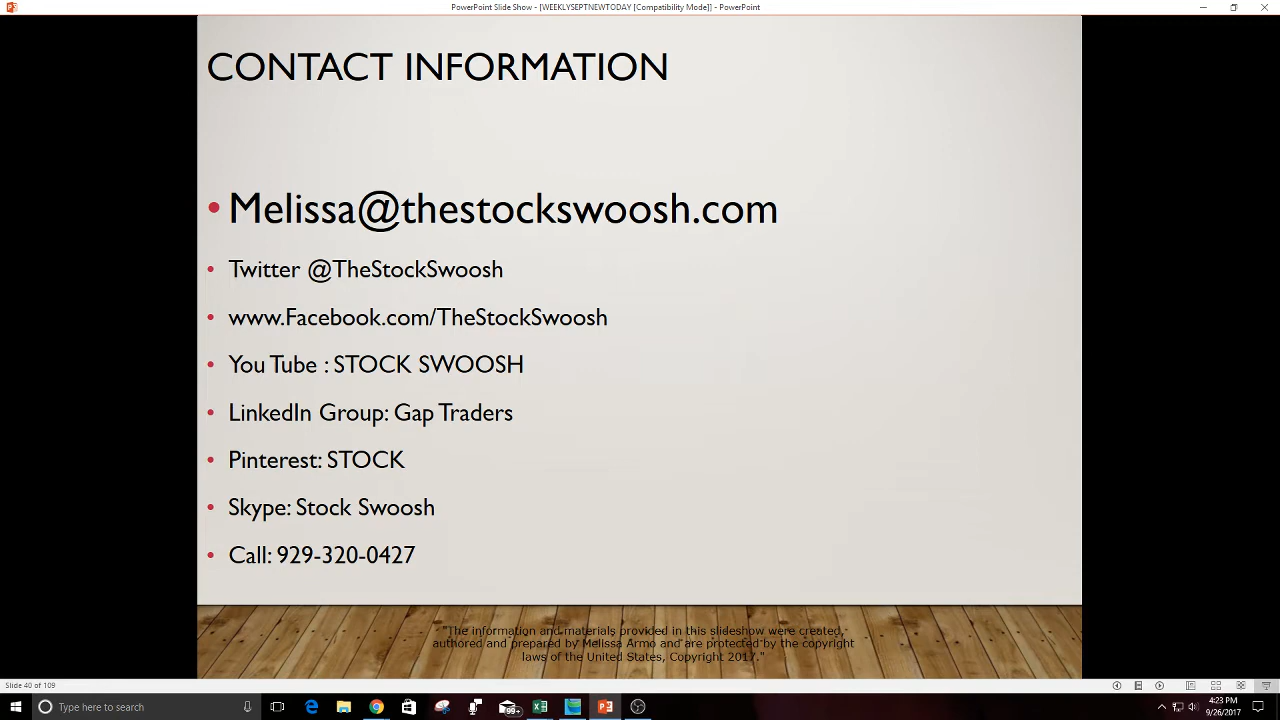 PowerPoint Slide Show - [WEEKLYSEPTNEWTODAY [Compatibility Mode]] - PowerPoint
CONTACT INFORMATION
• Melissa@thestockswoosh.com
• Twitter @TheStockSwoosh
• www.Facebook.com/TheStockSwoosh
• You Tube : STOCK SWOOSH
• LinkedIn Group: Gap Traders
• Pinterest: STOCK
• Skype: Stock Swoosh
• Call: 929-320-0427
"The information and materials provided in this slideshow were created,
authored and prepared by Melissa Armo and are protected by the copyright
laws of the United States, Copyright 2017."
Slide 40 of 109
Type here to search
99+
4:23 PM
9/26/2017